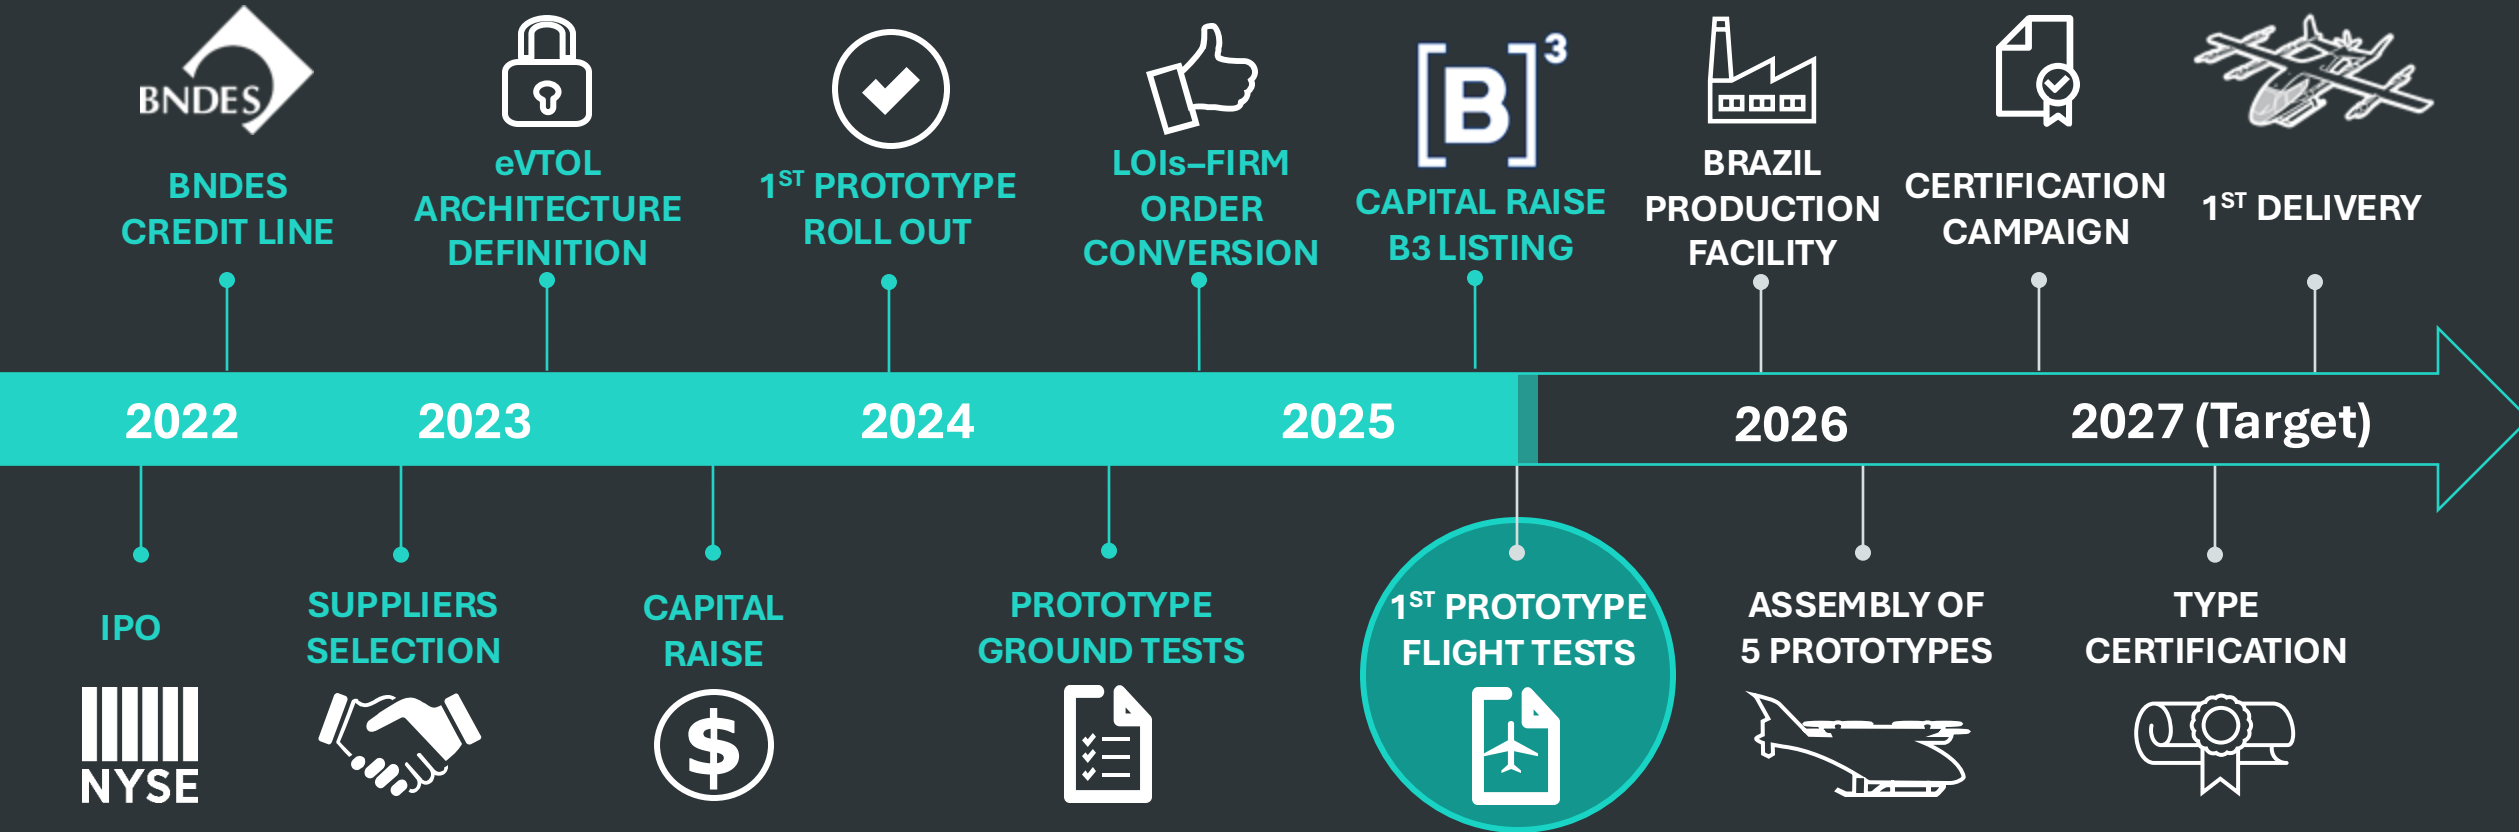 BNDES
BNDES
CREDIT LINE
eVTOL
ARCHITECTURE
DEFINITION
1ST PROTOTYPE
ROLL OUT
LOIs–FIRM
ORDER
CONVERSION
[B]3
CAPITAL RAISE
B3 LISTING
BRAZIL
PRODUCTION
FACILITY
CERTIFICATION
CAMPAIGN
1ST DELIVERY
2022
2023
2024
2025
2026
2027 (Target)
IPO
NYSE
SUPPLIERS
SELECTION
CAPITAL
RAISE
$
PROTOTYPE
GROUND TESTS
1ST PROTOTYPE
FLIGHT TESTS
ASSEMBLY OF
5 PROTOTYPES
TYPE
CERTIFICATION